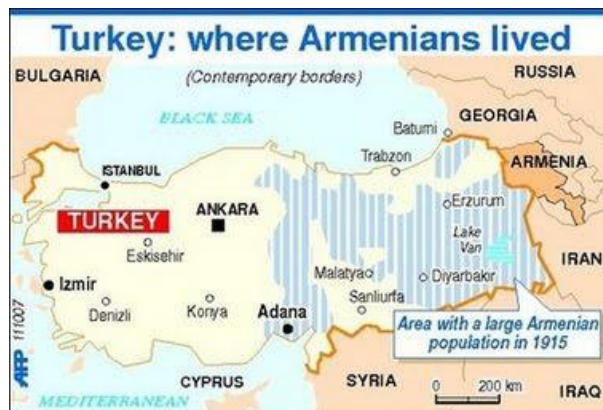 Turkey: where Armenians lived
BULGARIA
(Contemporary borders)
RUSSIA
BLACK SEA
GEORGIA
Batumi
Trabzon
ARMENIA
ISTANBUL
TURKEY
ANKARA
Erzurum
Eskisehir
Lake
Van
IRAN
Izmir
Malatya
Diyarbakir
Denizli
Konya
Adana
Sanliurfa
Area with a large Armenian
population in 1915
AFP 111007
CYPRUS
SYRIA
MEDITERRANEAN
0 200 km
IRAQ